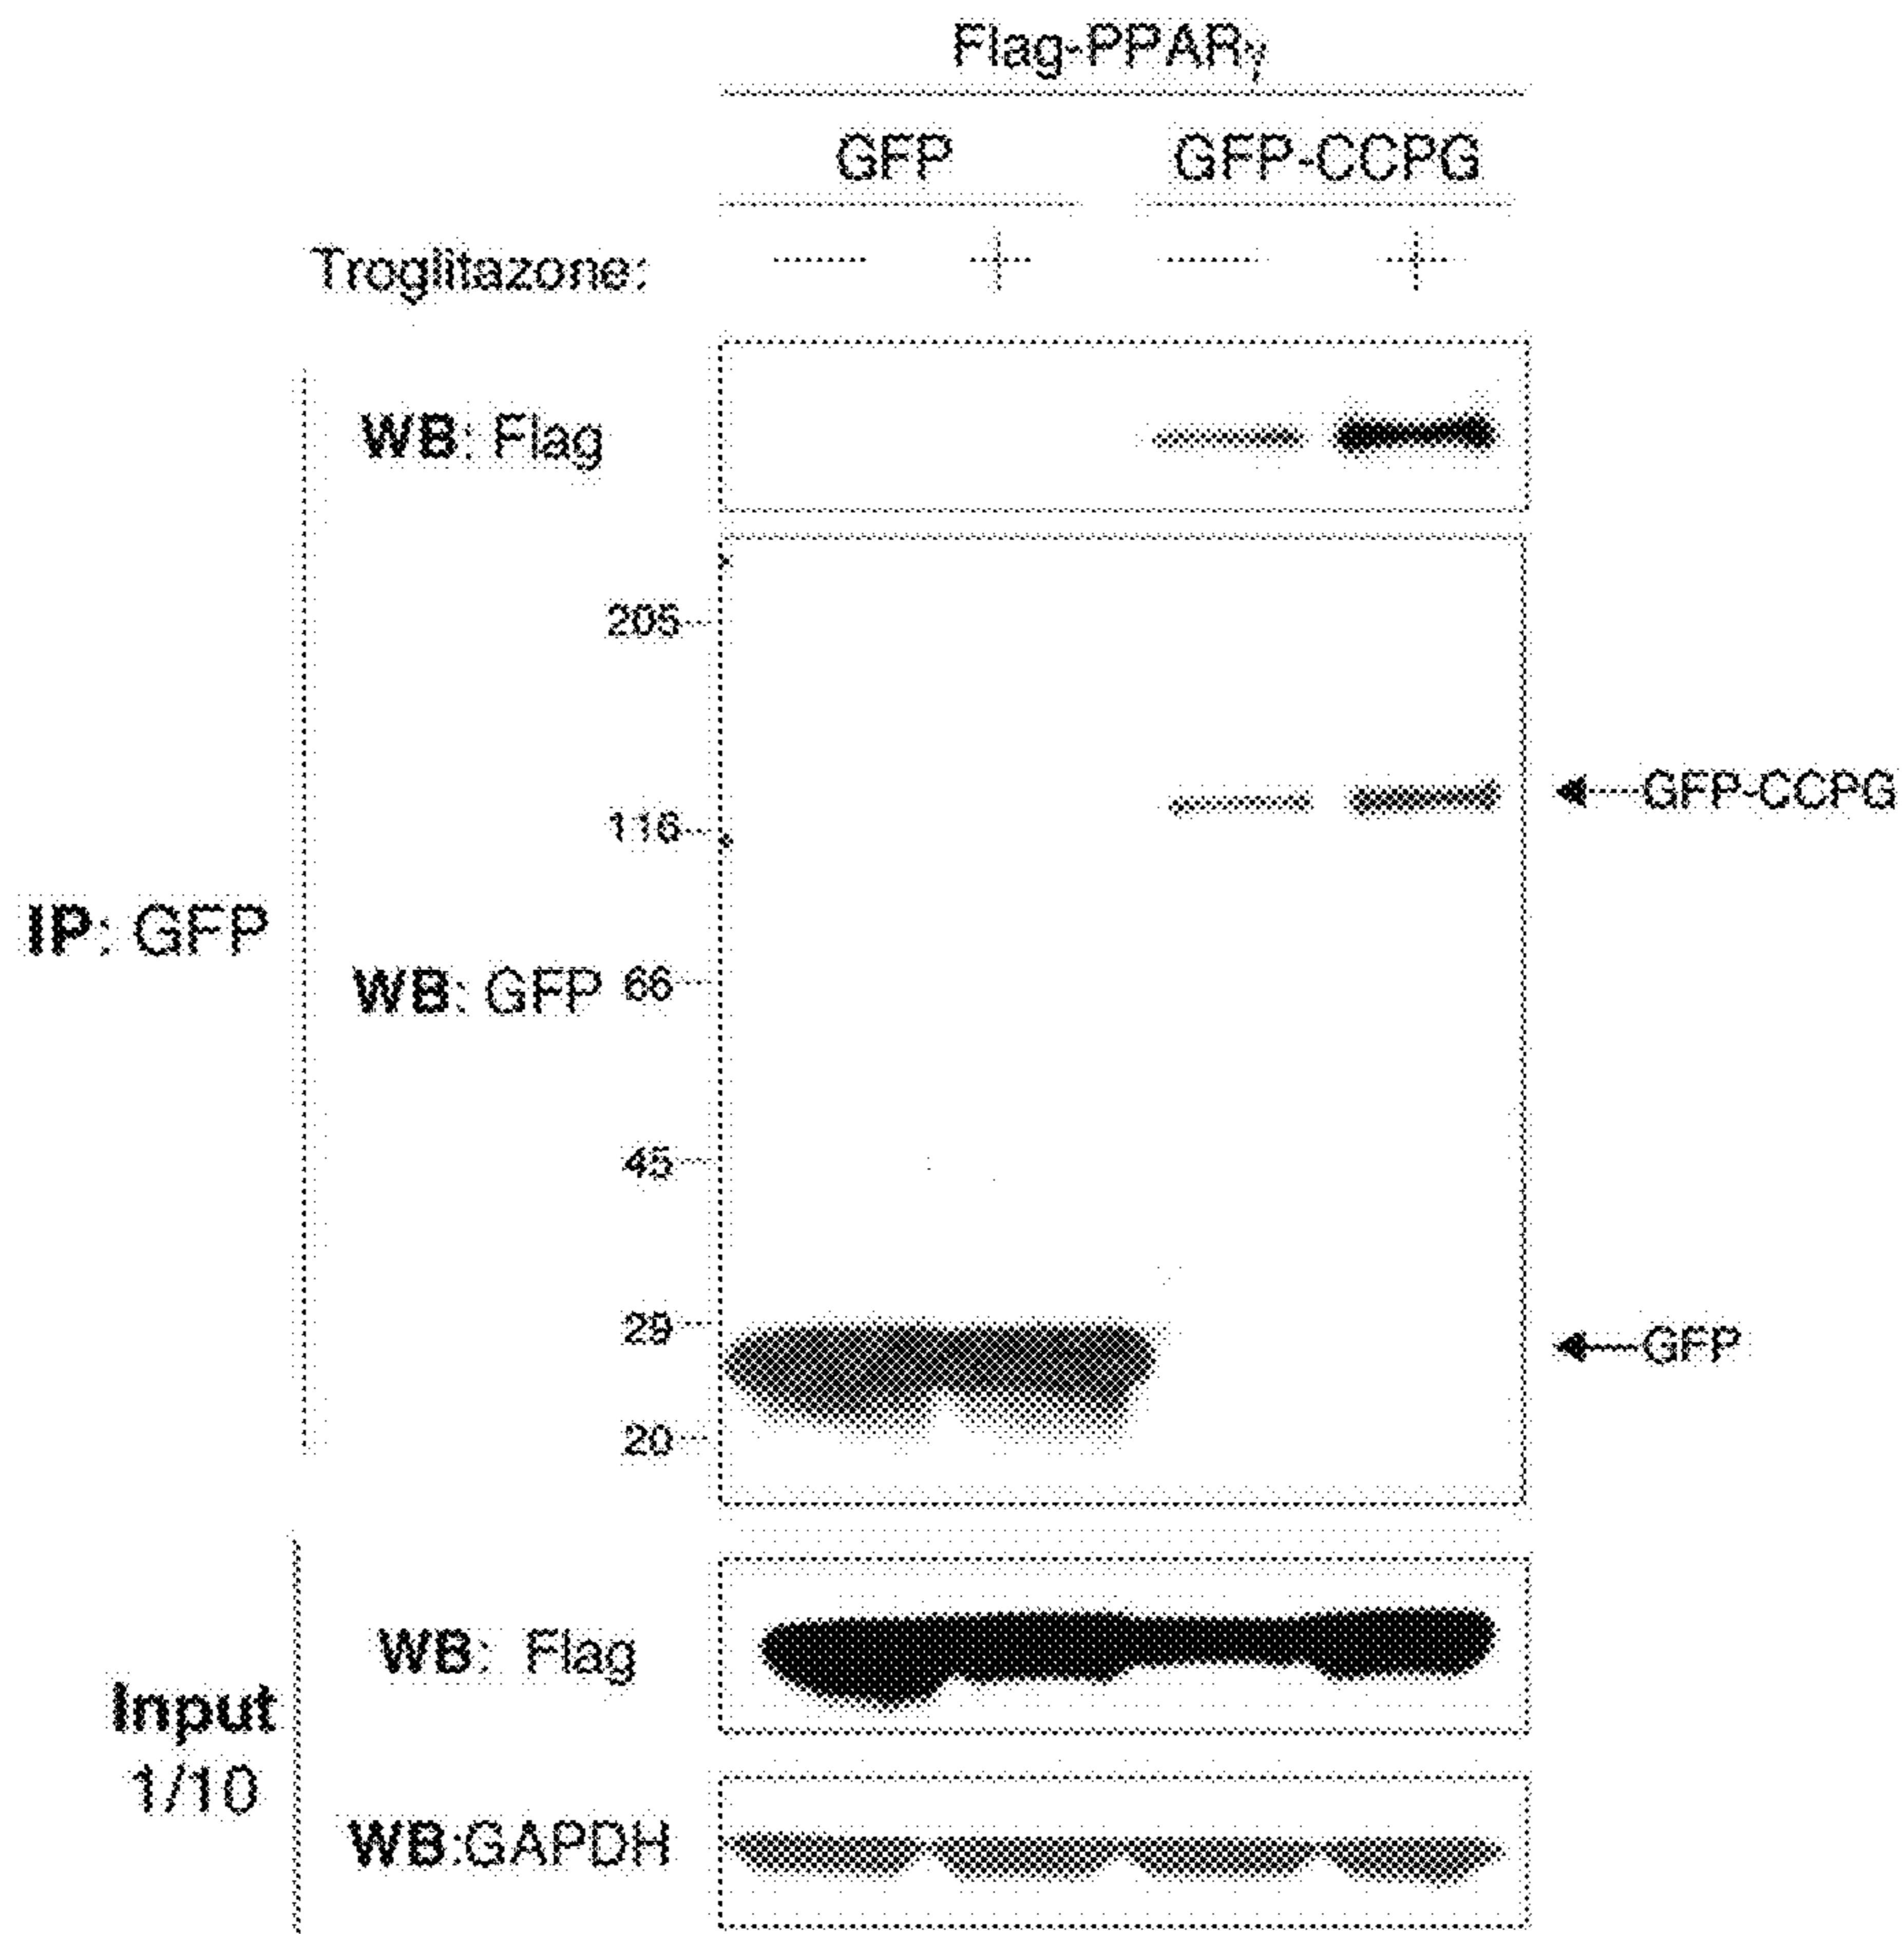 Flag-PPARγ
GFP GFP-CCPG
Troglitazone: — + — +
WB: Flag
205
GFP-CCPG
116
IP: GFP
WB: GFP 66
45
29
GFP
20
WB: Flag
Input
1/10
WB:GAPDH